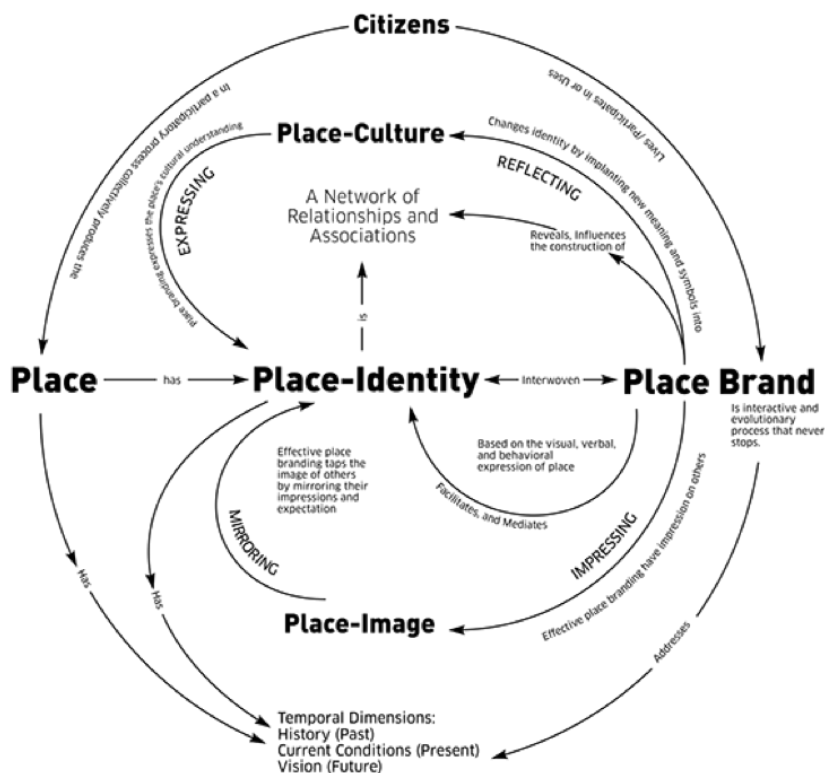 Citizens
In a participatory process collectively produces the
Lives /Participates in or Uses
Place-Culture
Changes identity by implanting new meaning and symbols into
REFLECTING
EXPRESSING
Place branding expresses the place's cultural understanding
A Network of
Relationships and
Associations
Reveals, Influences
the construction of
is
Place
has
Place-Identity
Interwoven
Place Brand
Is interactive and
evolutionary
process that never
stops.
Effective place
branding taps the
image of others
by mirroring their
impressions and
expectation
Based on the visual, verbal,
and behavioral
expression of place
Facilitates, and Mediates
MIRRORING
IMPRESSING
Effective place branding have impression on others
Has
Has
Place-Image
Addresses
Temporal Dimensions:
History (Past)
Current Conditions (Present)
Vision (Future)